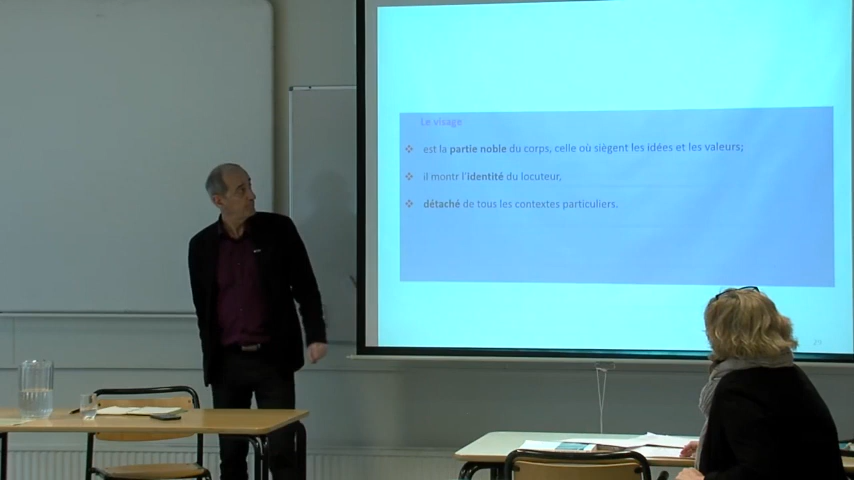 Le visage
❖ est la partie noble du corps, celle où siègent les idées et les valeurs;
❖ il montr l'identité du locuteur,
❖ détaché de tous les contextes particuliers.